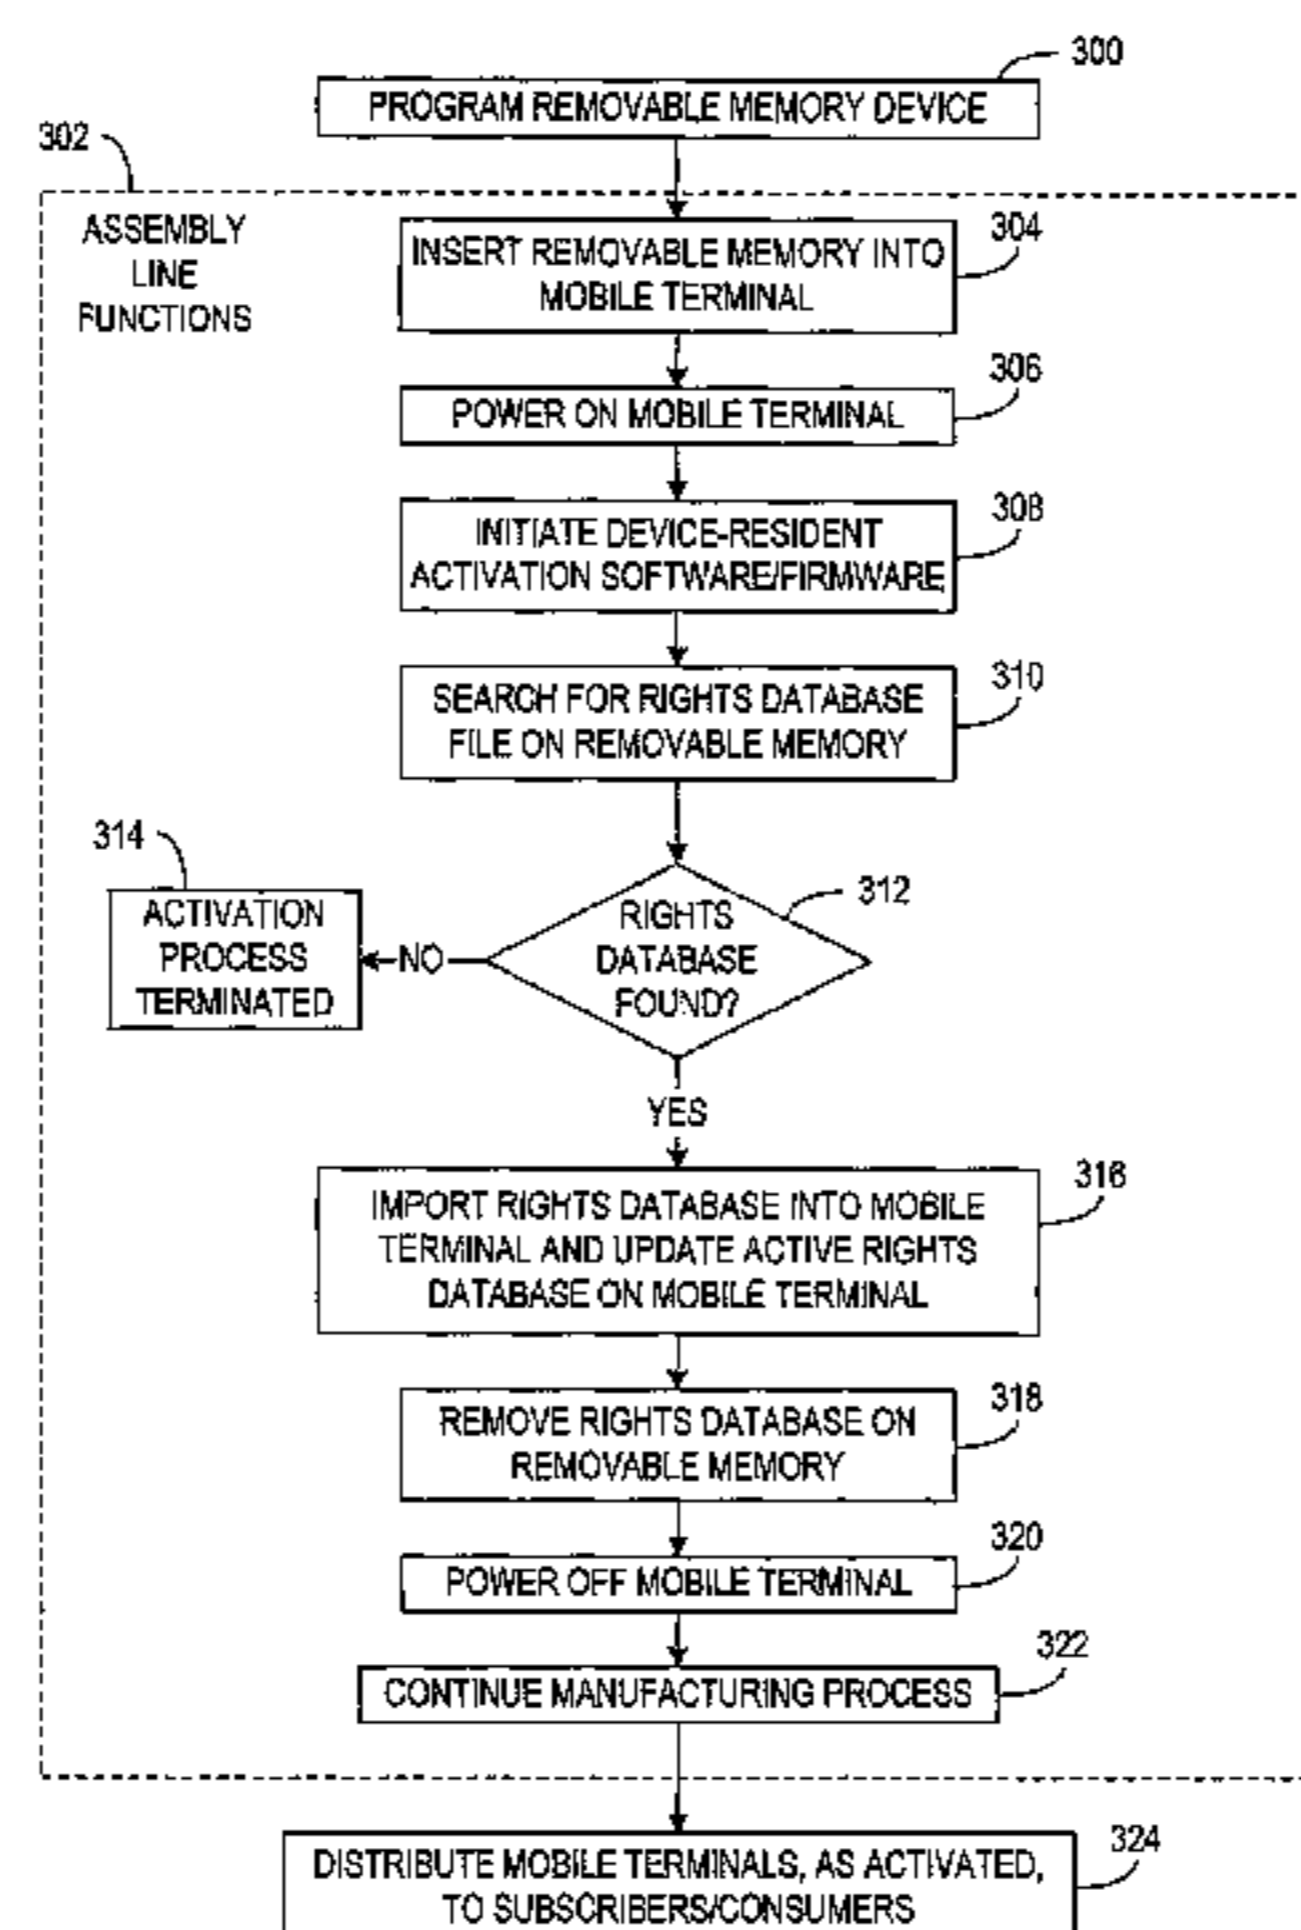 300
PROGRAM REMOVABLE MEMORY DEVICE
302
ASSEMBLY
LINE
FUNCTIONS
304
INSERT REMOVABLE MEMORY INTO
MOBILE TERMINAL
306
POWER ON MOBILE TERMINAL
308
INITIATE DEVICE-RESIDENT
ACTIVATION SOFTWARE/FIRMWARE
310
SEARCH FOR RIGHTS DATABASE
FILE ON REMOVABLE MEMORY
314
ACTIVATION
PROCESS
TERMINATED
NO
312
RIGHTS
DATABASE
FOUND?
YES
316
IMPORT RIGHTS DATABASE INTO MOBILE
TERMINAL AND UPDATE ACTIVE RIGHTS
DATABASE ON MOBILE TERMINAL
318
REMOVE RIGHTS DATABASE ON
REMOVABLE MEMORY
320
POWER OFF MOBILE TERMINAL
322
CONTINUE MANUFACTURING PROCESS
324
DISTRIBUTE MOBILE TERMINALS, AS ACTIVATED,
TO SUBSCRIBERS/CONSUMERS